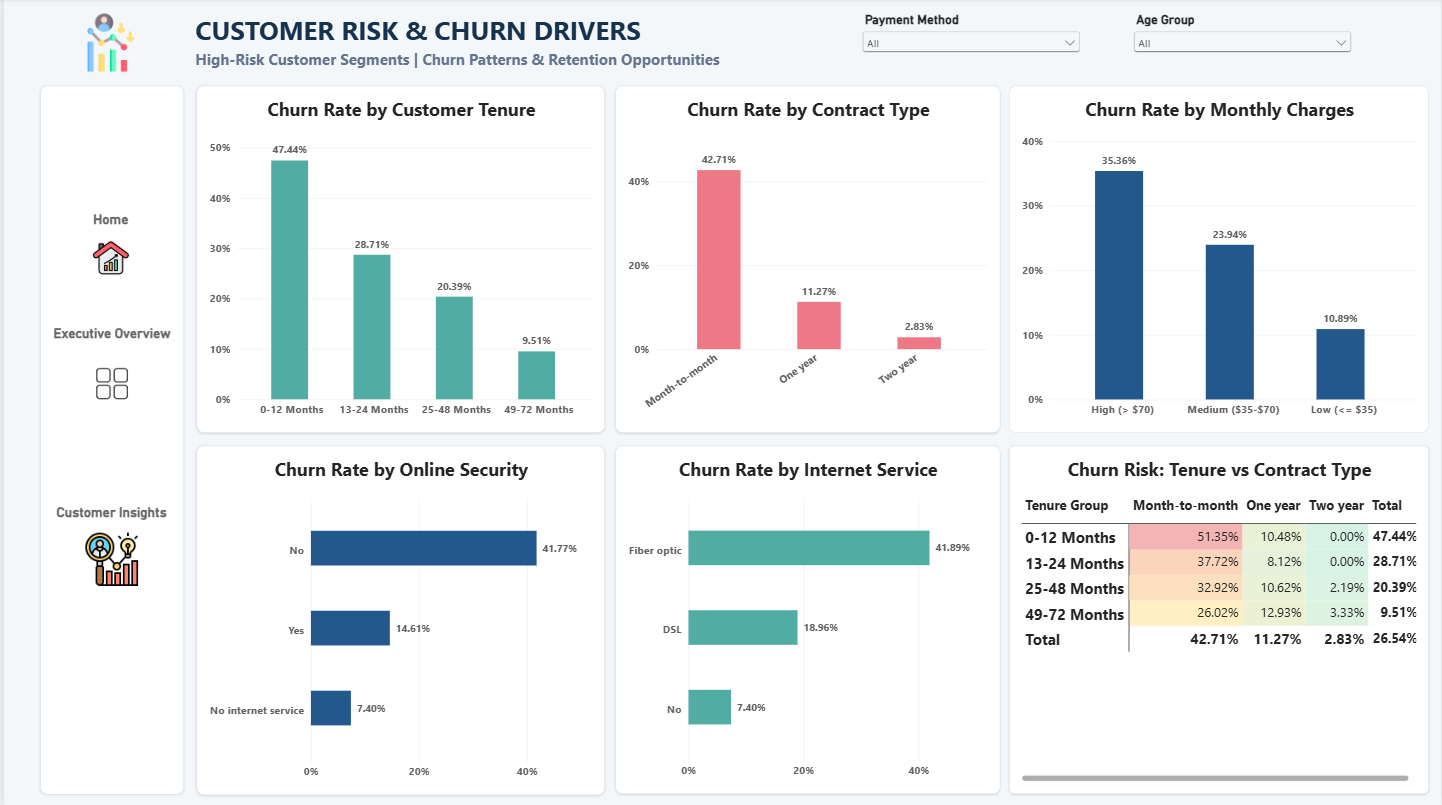 CUSTOMER RISK & CHURN DRIVERS
High-Risk Customer Segments | Churn Patterns & Retention Opportunities
Payment Method
All
Age Group
All
Home
Executive Overview
Customer Insights
Churn Rate by Customer Tenure
50%
40%
30%
20%
10%
0%
47.44%
28.71%
20.39%
9.51%
0-12 Months
13-24 Months
25-48 Months
49-72 Months
Churn Rate by Contract Type
40%
20%
0%
42.71%
11.27%
2.83%
Month-to-month
One year
Two year
Churn Rate by Monthly Charges
40%
30%
20%
10%
0%
35.36%
23.94%
10.89%
High (> $70)
Medium ($35-$70)
Low (<= $35)
Churn Rate by Online Security
No
41.77%
Yes
14.61%
No internet service
7.40%
0%
20%
40%
Churn Rate by Internet Service
Fiber optic
41.89%
DSL
18.96%
No
7.40%
0%
20%
40%
Churn Risk: Tenure vs Contract Type
Tenure Group Month-to-month One year Two year Total
0-12 Months 51.35% 10.48% 0.00% 47.44%
13-24 Months 37.72% 8.12% 0.00% 28.71%
25-48 Months 32.92% 10.62% 2.19% 20.39%
49-72 Months 26.02% 12.93% 3.33% 9.51%
Total 42.71% 11.27% 2.83% 26.54%